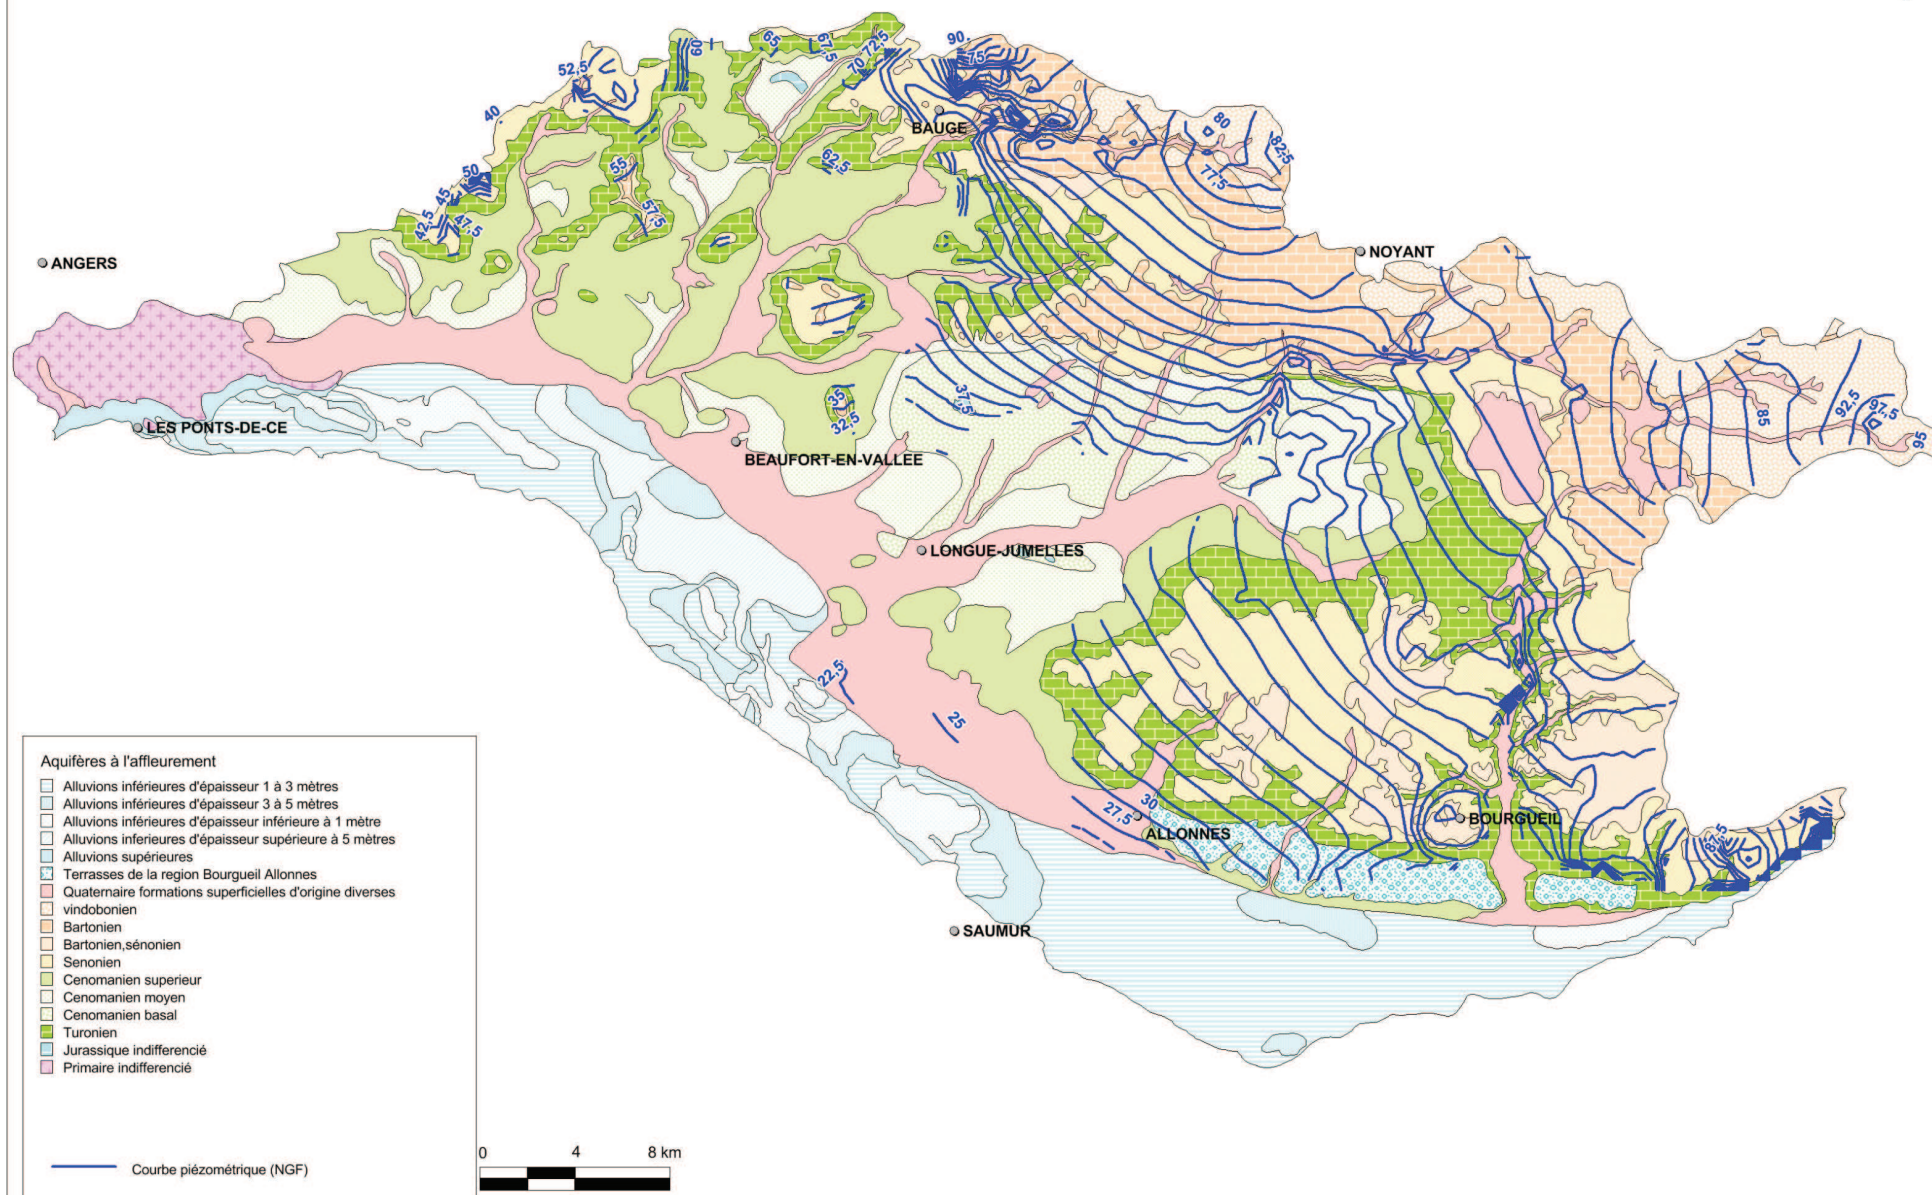 90
67,5
72,5
65
60
70
75
52,5
40
BAUGE
80
82,5
62,5
55
50
77,5
45
57,5
42,5
47,5
ANGERS
NOYANT
37,5
35
32,5
92,5
97,5
85
95
LES PONTS-DE-CE
BEAUFORT-EN-VALLEE
LONGUE-JUMELLES
22,5
25
30
27,5
ALLONNES
BOURGUEIL
87,5
SAUMUR
Aquifères à l'affleurement
Alluvions inférieures d'épaisseur 1 à 3 mètres
Alluvions inférieures d'épaisseur 3 à 5 mètres
Alluvions inférieures d'épaisseur inférieure à 1 mètre
Alluvions inferieures d'épaisseur supérieure à 5 mètres
Alluvions supérieures
Terrasses de la region Bourgueil Allonnes
Quaternaire formations superficielles d'origine diverses
vindobonien
Bartonien
Bartonien,sénonien
Senonien
Cenomanien superieur
Cenomanien moyen
Cenomanien basal
Turonien
Jurassique indifferencié
Primaire indifferencié
Courbe piézométrique (NGF)
0 4 8 km